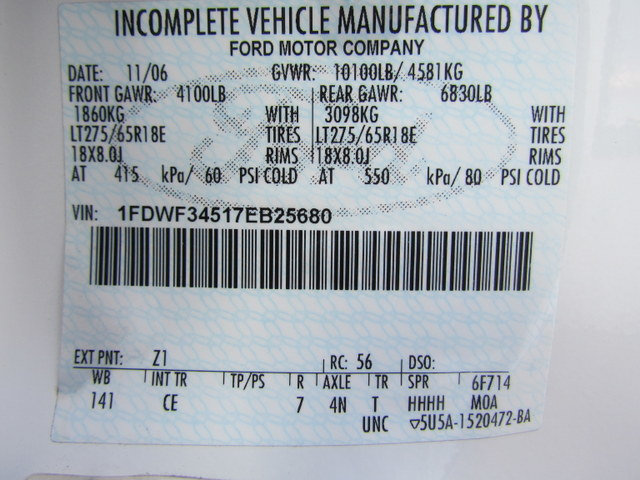 INCOMPLETE VEHICLE MANUFACTURED BY
FORD MOTOR COMPANY
DATE: 11/06 GVWR: 10100LB/ 4581KG
FRONT GAWR: 4100LB REAR GAWR: 6830LB
1860KG WITH 3098KG WITH
LT275/65R18E TIRES LT275/65R18E TIRES
18X8.0J RIMS 18X8.0J RIMS
AT 415 kPa/ 60 PSI COLD AT 550 kPa/ 80 PSI COLD
VIN: 1FDWF34517EB25680
EXT PNT: Z1 RC: 56 DSO:
WB INT TR TP/PS R AXLE TR SPR 6F714
141 CE 7 4N T HHHH MOA
UNC ▽5U5A-1520472-BA